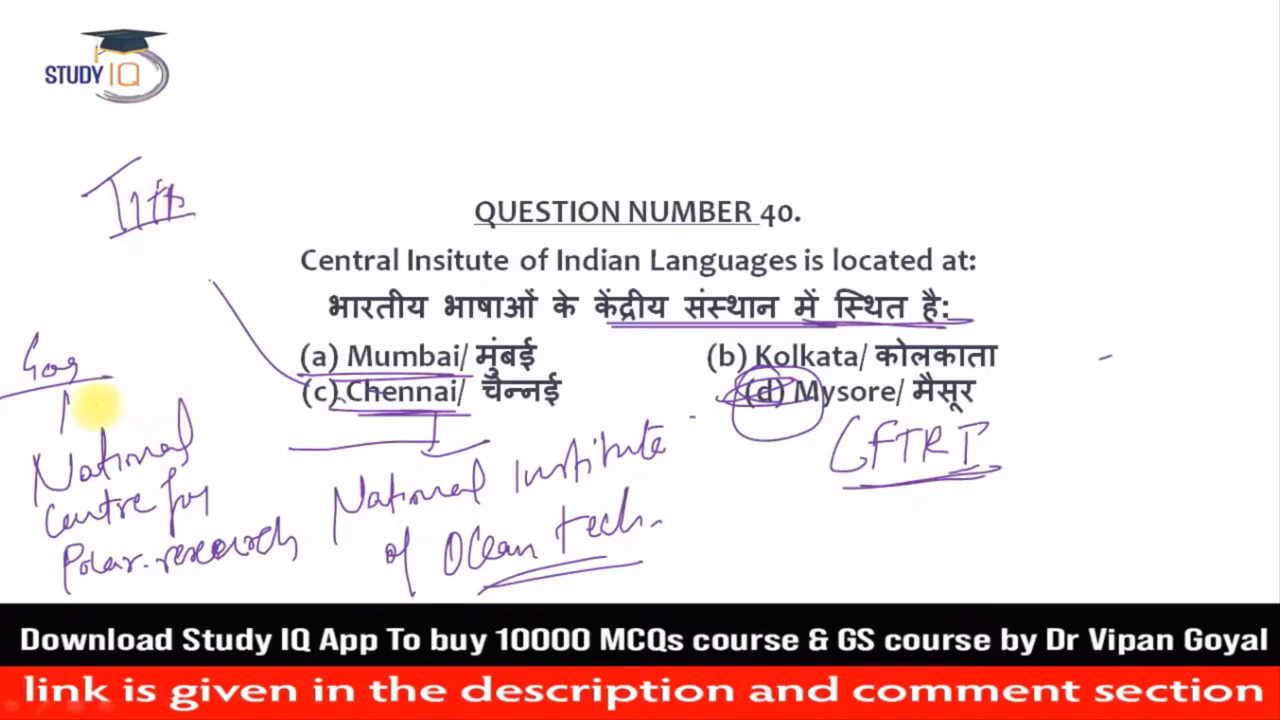 STUDY IQ
QUESTION NUMBER 40.
Central Insitute of Indian Languages is located at:
भारतीय भाषाओं के केंद्रीय संस्थान में स्थित है:
(a) Mumbai/ मुंबई
(b) Kolkata/ कोलकाता
(c) Chennai/ चेन्नई
(d) Mysore/ मैसूर
CFTRI
National Institute
of Ocean tech.
National
Centre for
Polar research
Download Study IQ App To buy 10000 MCQs course & GS course by Dr Vipan Goyal
link is given in the description and comment section